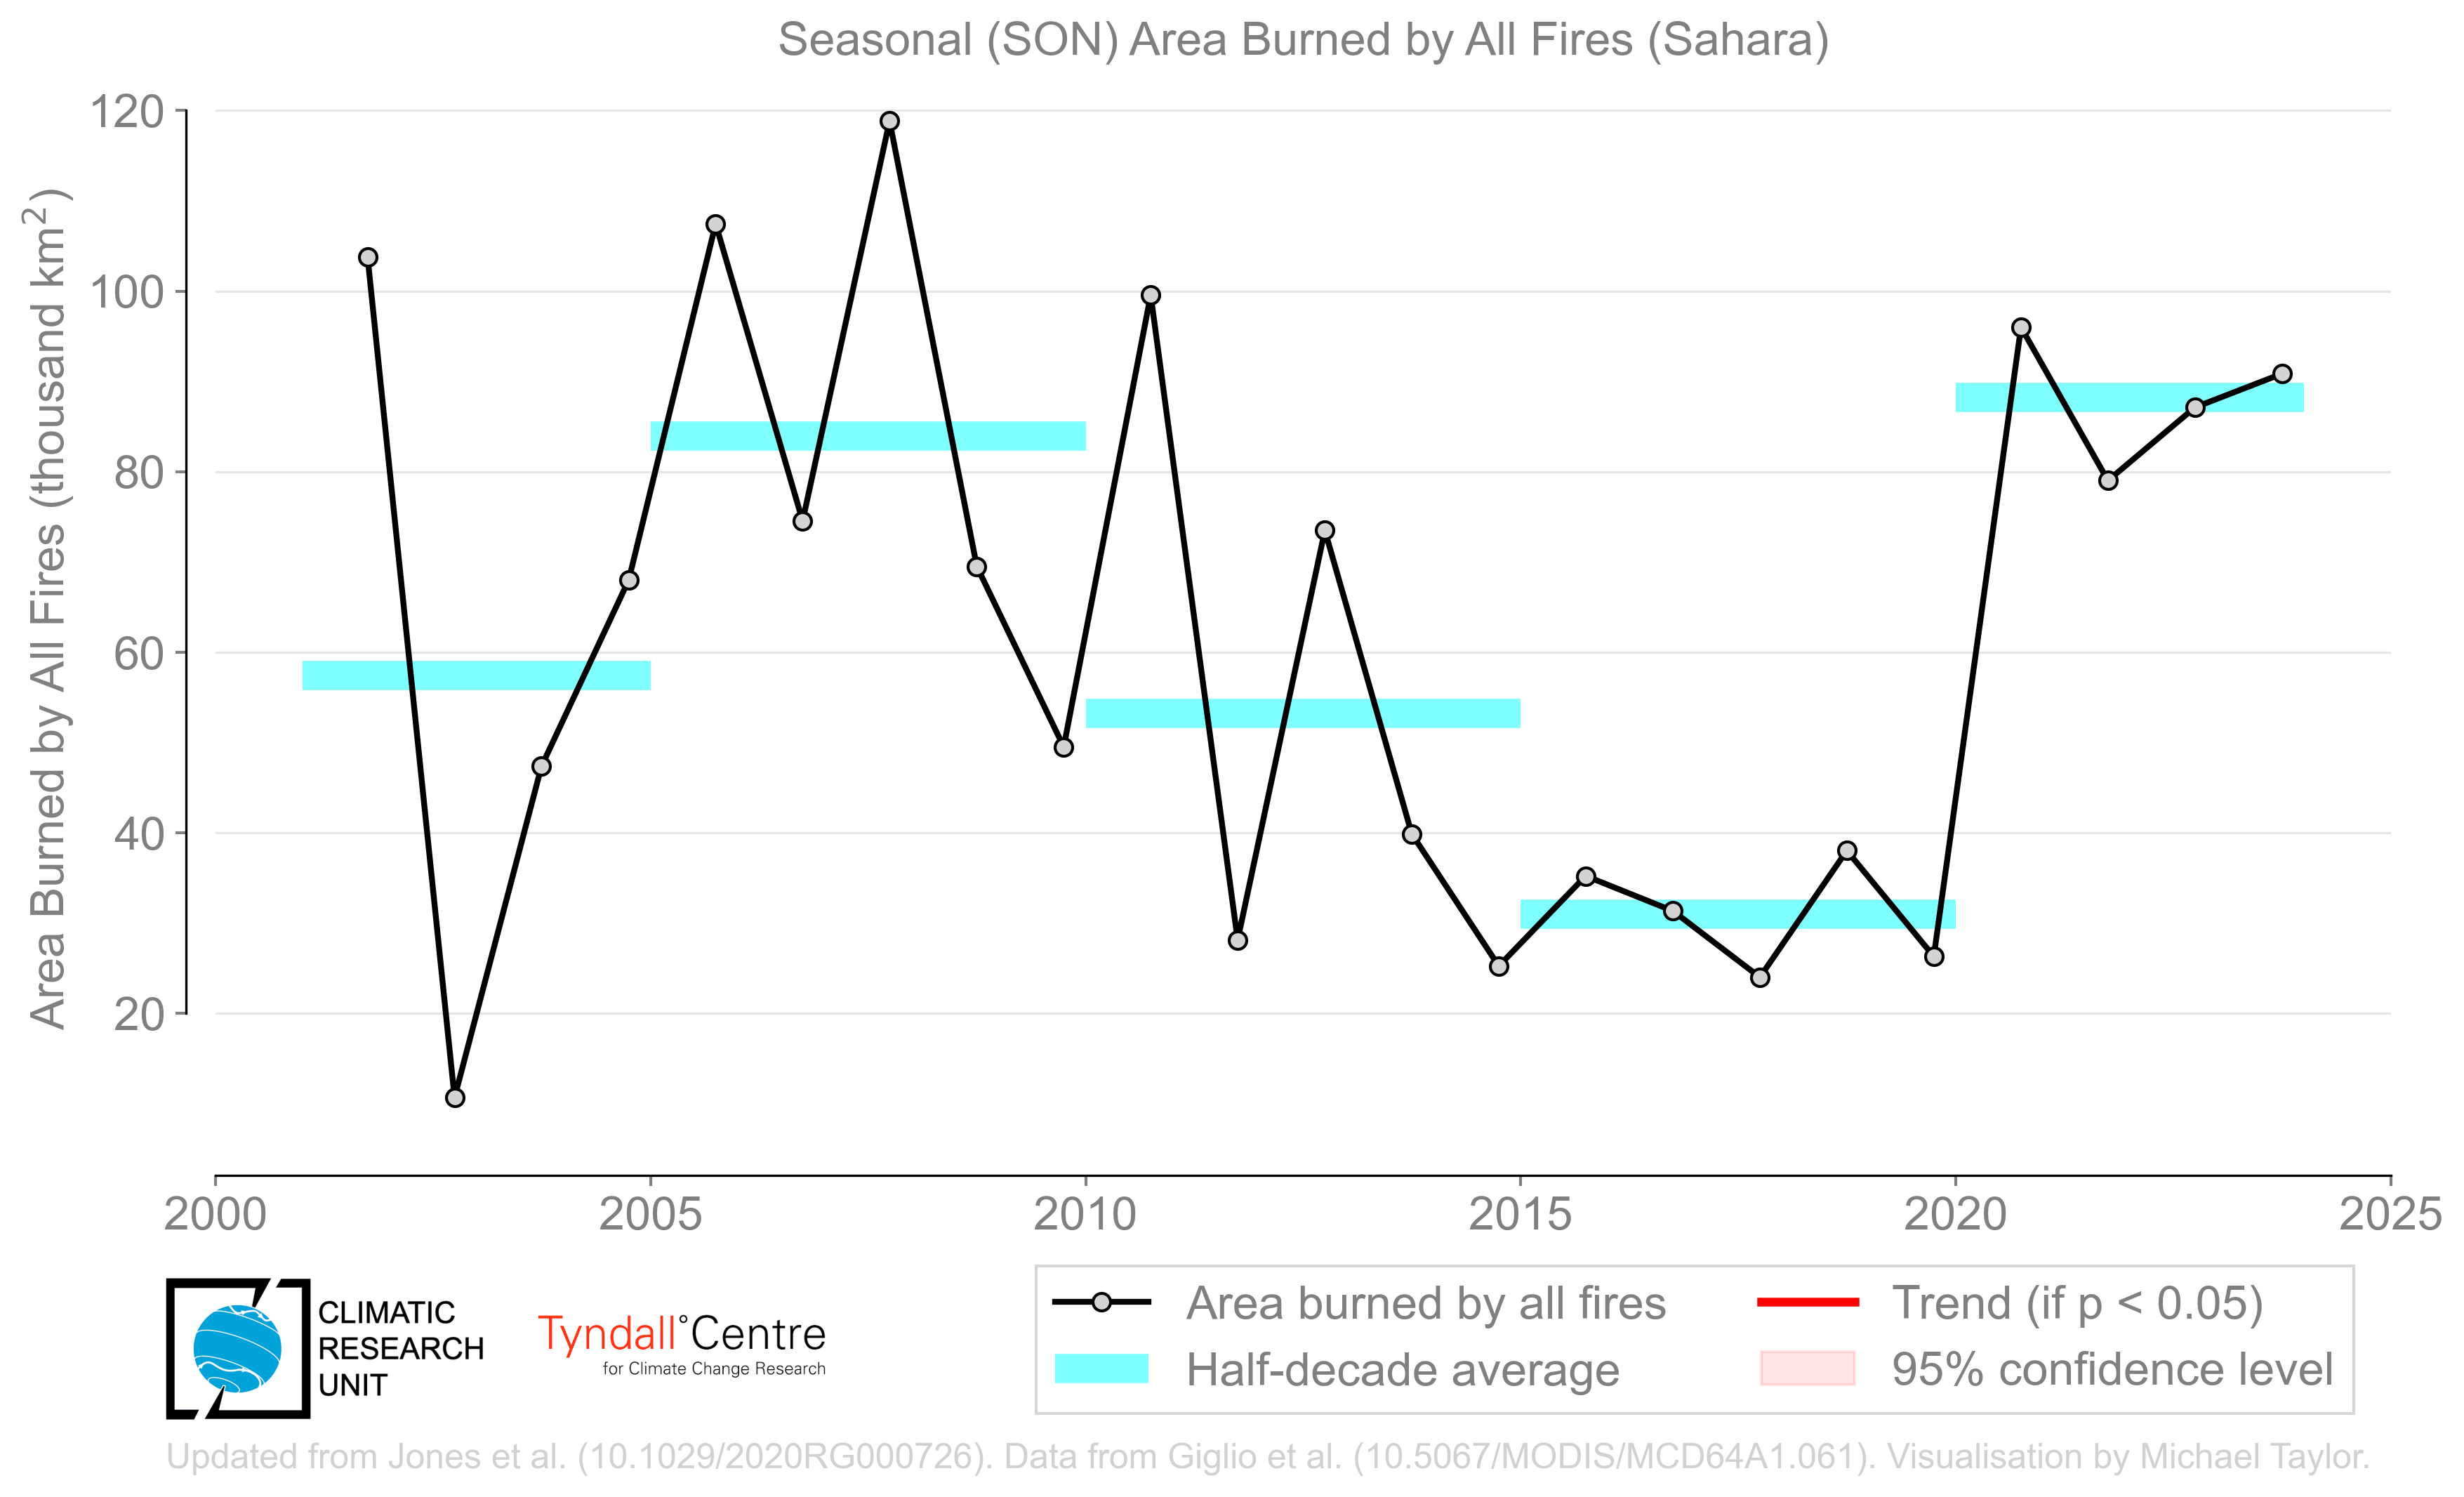 Seasonal (SON) Area Burned by All Fires (Sahara)
Area Burned by All Fires (thousand km²)
120
100
80
60
40
20
2000 2005 2010 2015 2020 2025
CLIMATIC
RESEARCH
UNIT
Tyndall°Centre
for Climate Change Research
Area burned by all fires
Half-decade average
Trend (if p < 0.05)
95% confidence level
Updated from Jones et al. (10.1029/2020RG000726). Data from Giglio et al. (10.5067/MODIS/MCD64A1.061). Visualisation by Michael Taylor.